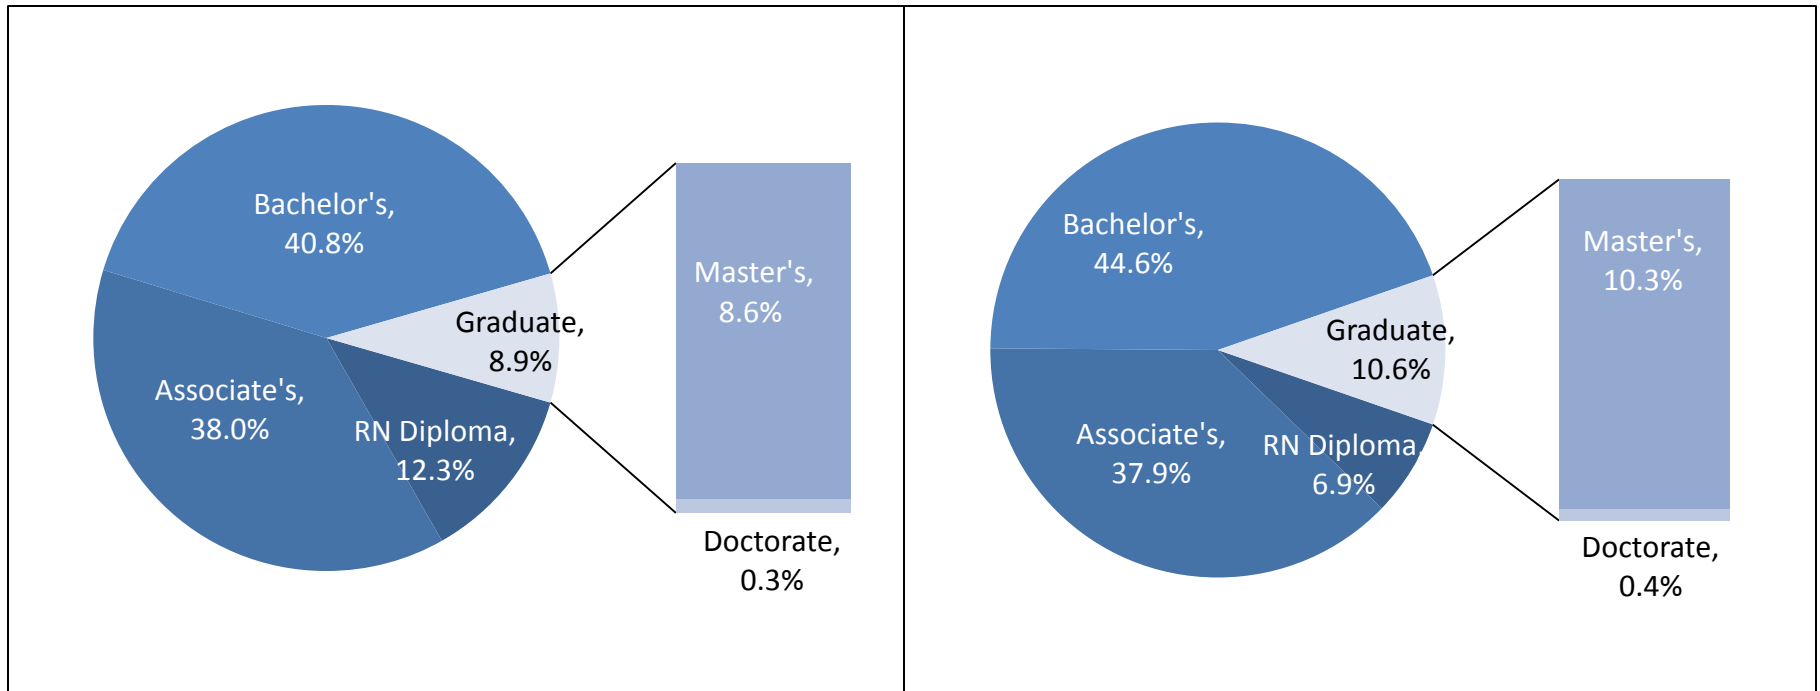 Bachelor's,
40.8%
Graduate,
8.9%
Associate's,
38.0%
RN Diploma,
12.3%
Master's,
8.6%
Doctorate,
0.3%
Bachelor's,
44.6%
Graduate,
10.6%
Associate's,
37.9%
RN Diploma,
6.9%
Master's,
10.3%
Doctorate,
0.4%